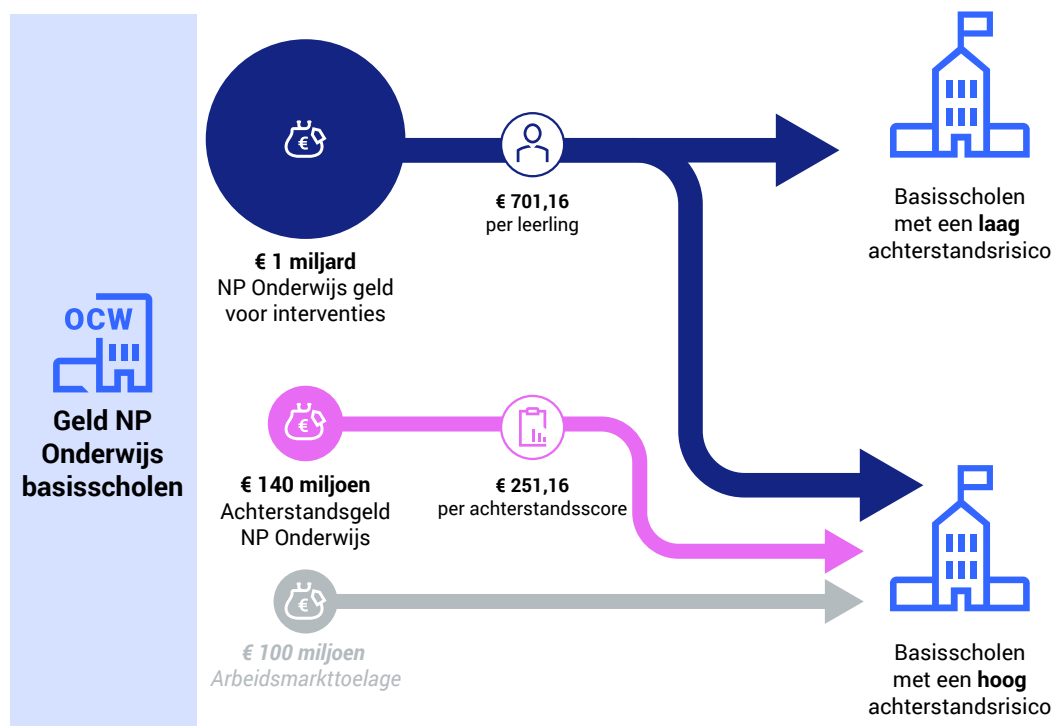 OCW
Geld NP
Onderwijs
basisscholen
€
€ 1 miljard
NP Onderwijs geld
voor interventies
€ 701,16
per leerling
Basisscholen
met een laag
achterstandsrisico
€
€ 140 miljoen
Achterstandsgeld
NP Onderwijs
€ 251,16
per achterstandsscore
€
€ 100 miljoen
Arbeidsmarkttoelage
Basisscholen
met een hoog
achterstandsrisico